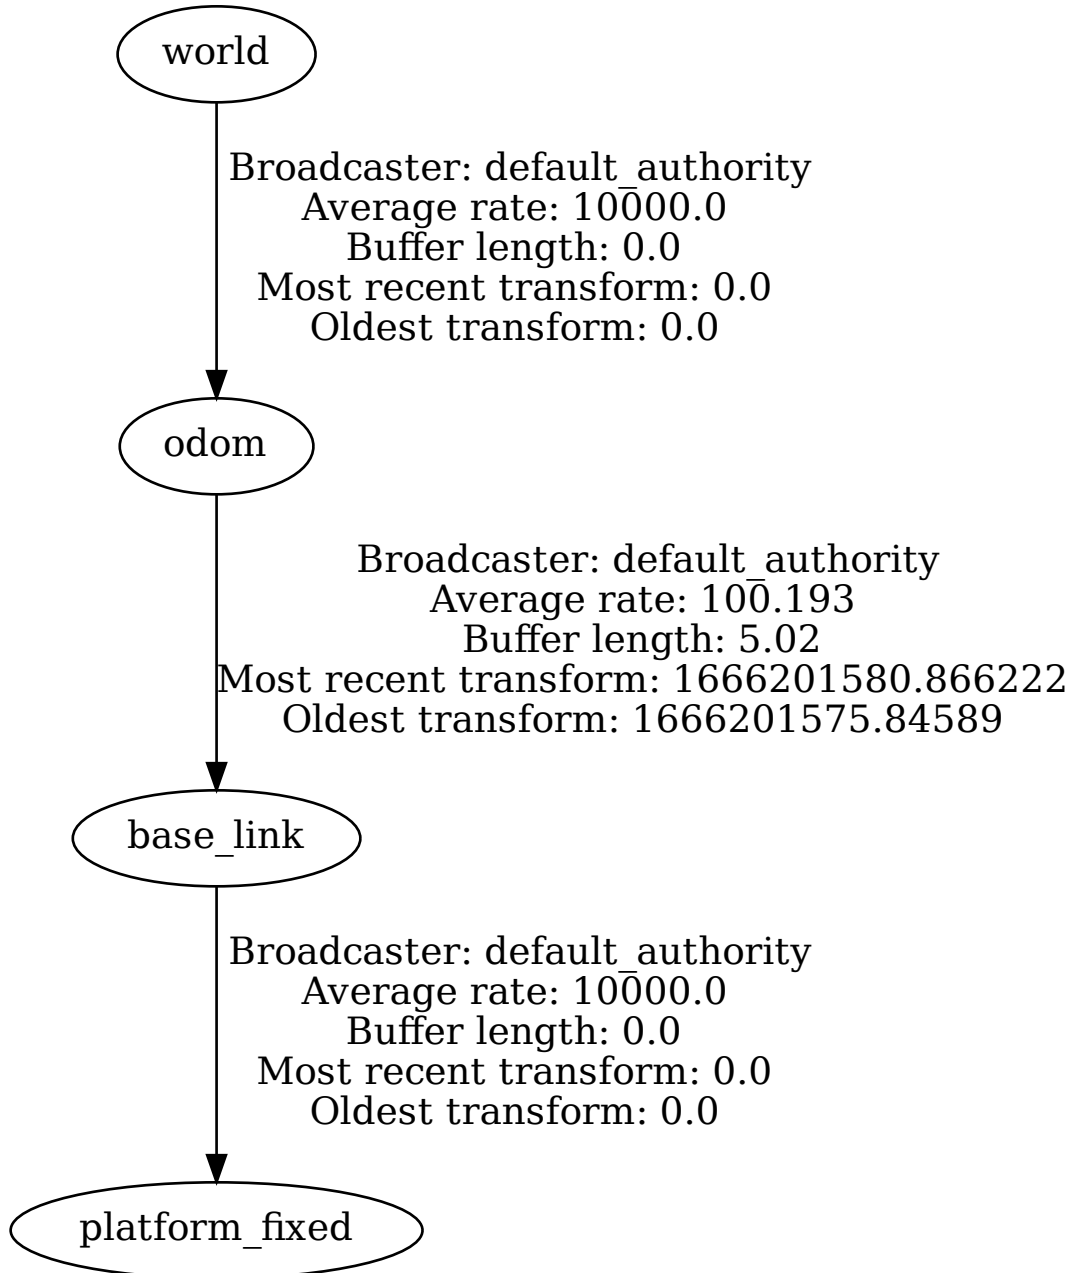 world
Broadcaster: default_authority
Average rate: 10000.0
Buffer length: 0.0
Most recent transform: 0.0
Oldest transform: 0.0
odom
Broadcaster: default_authority
Average rate: 100.193
Buffer length: 5.02
Most recent transform: 1666201580.866222
Oldest transform: 1666201575.84589
base_link
Broadcaster: default_authority
Average rate: 10000.0
Buffer length: 0.0
Most recent transform: 0.0
Oldest transform: 0.0
platform_fixed